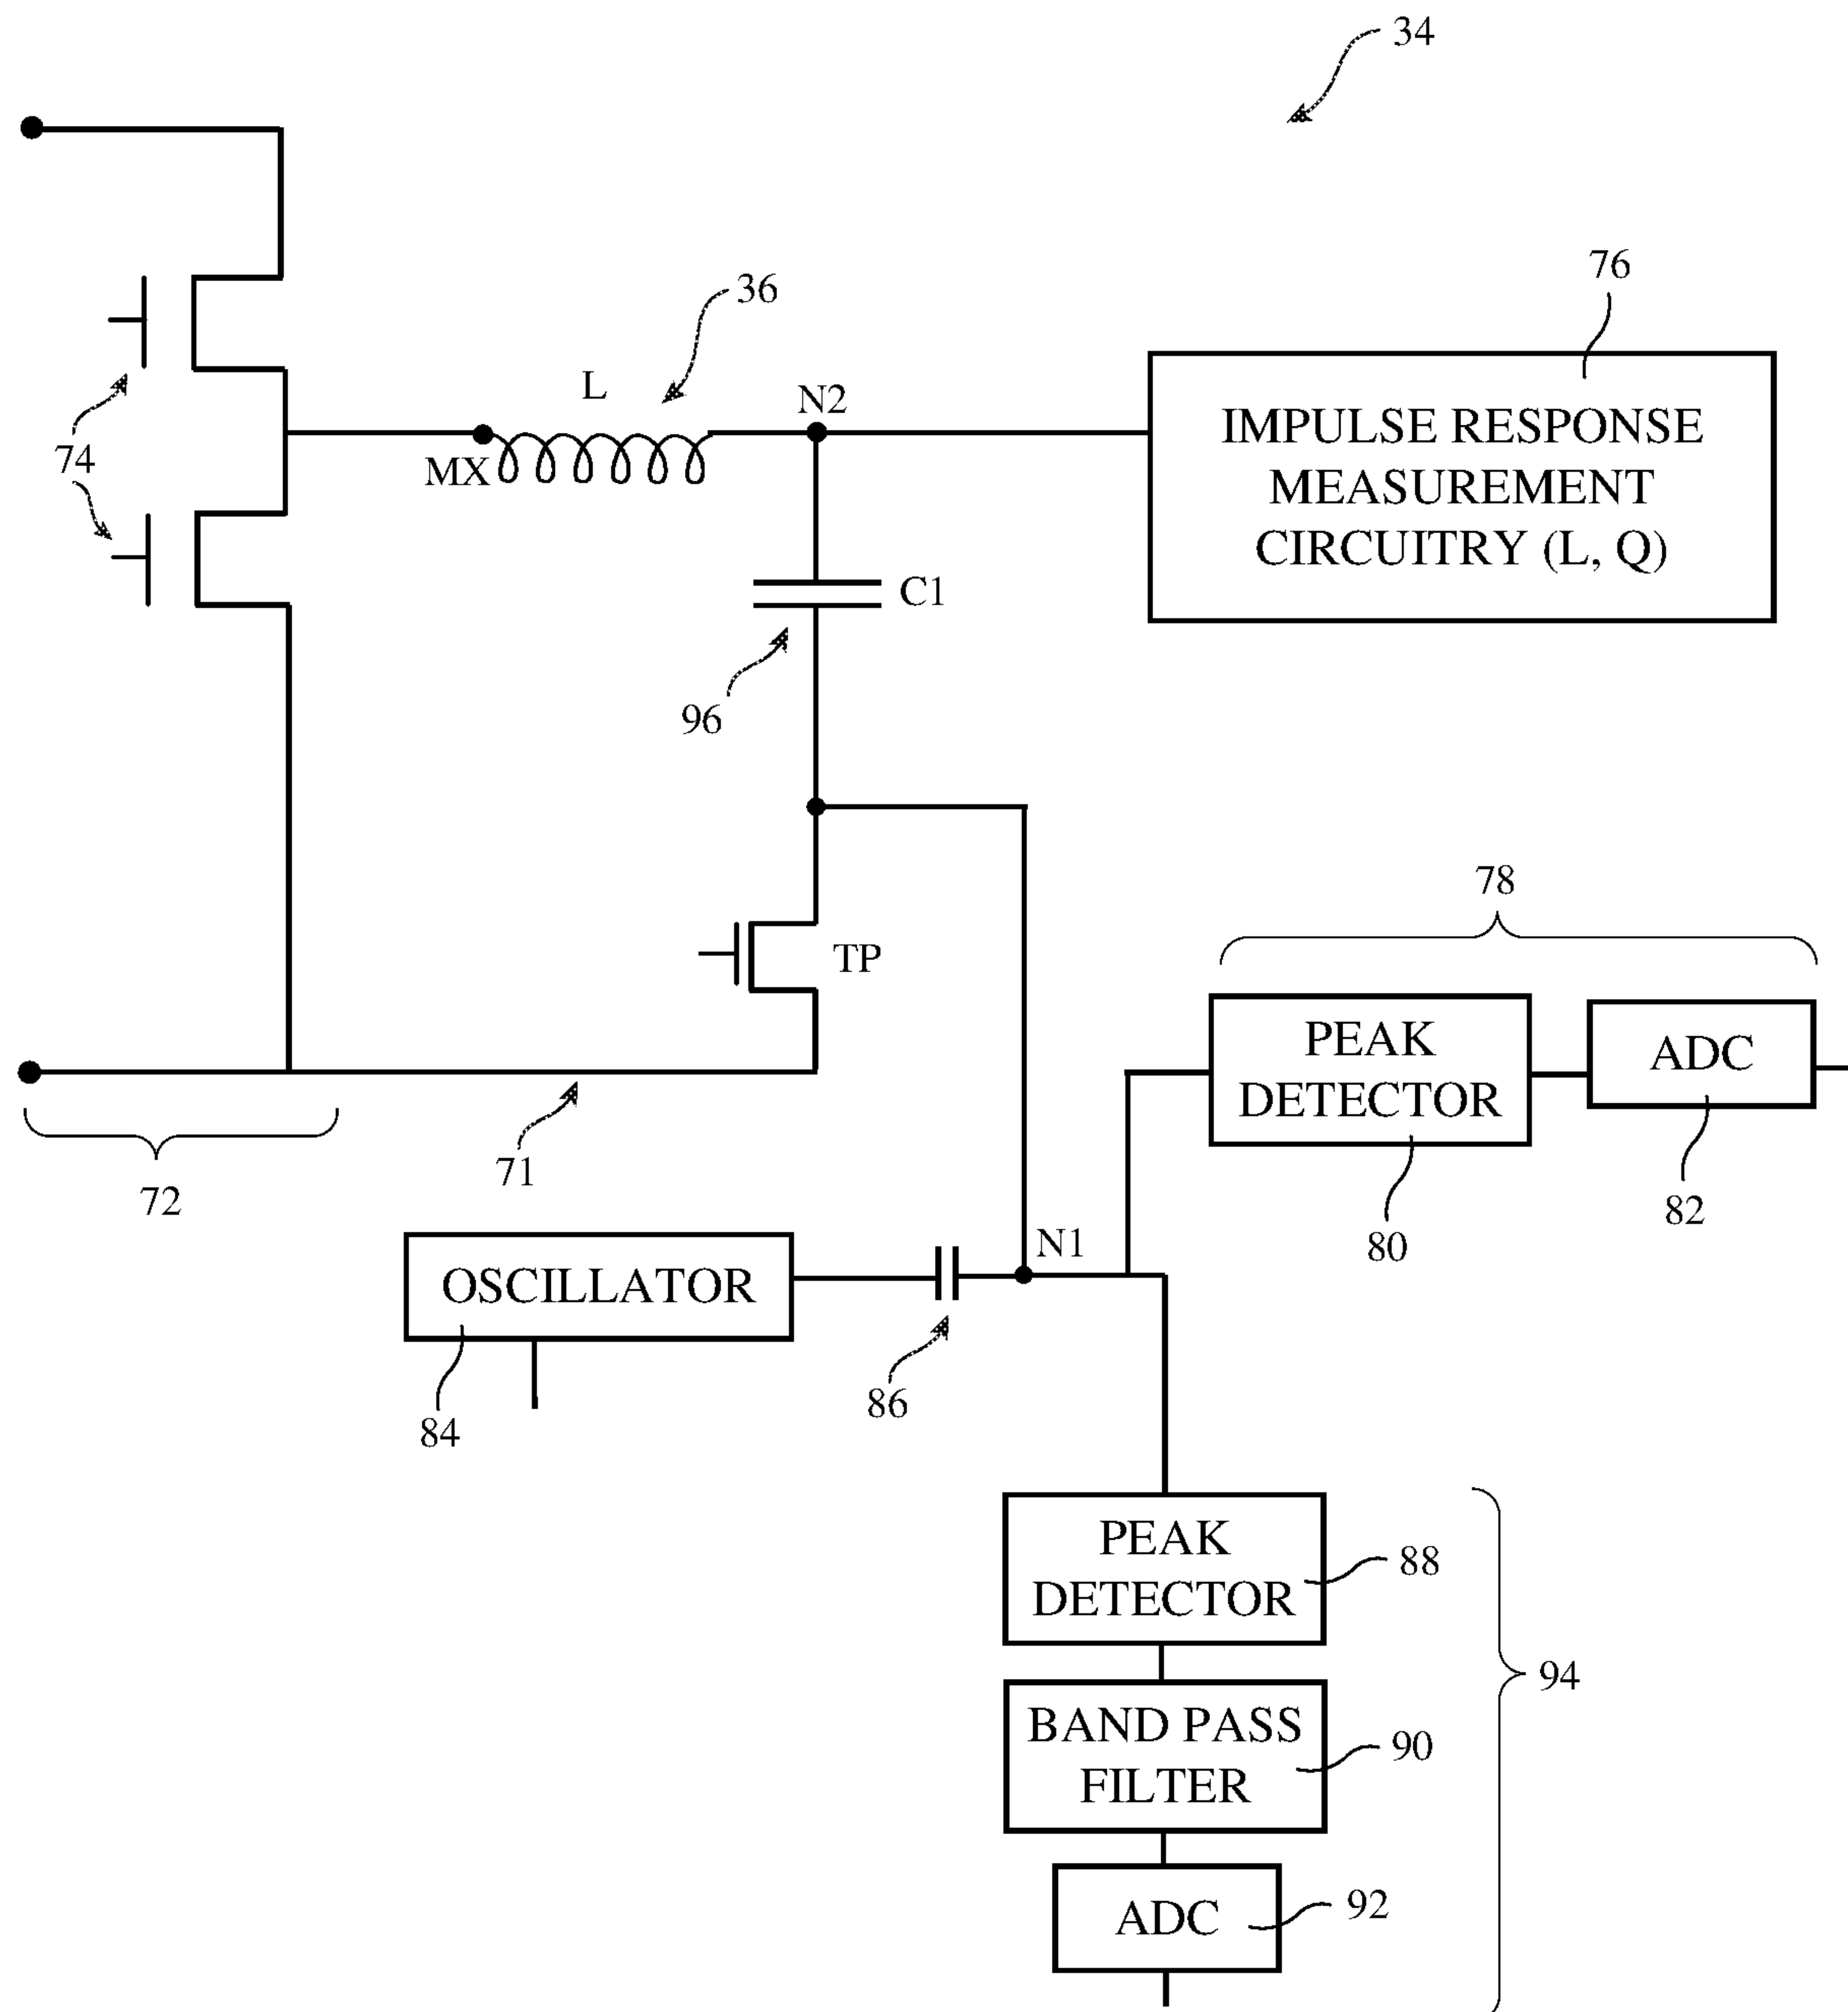 34
76
36
L
N2
IMPULSE RESPONSE
MEASUREMENT
CIRCUITRY (L, Q)
74
MX
C1
96
78
TP
PEAK
DETECTOR
ADC
71
72
82
80
N1
OSCILLATOR
86
84
PEAK
DETECTOR
88
94
BAND PASS
FILTER
90
ADC
92